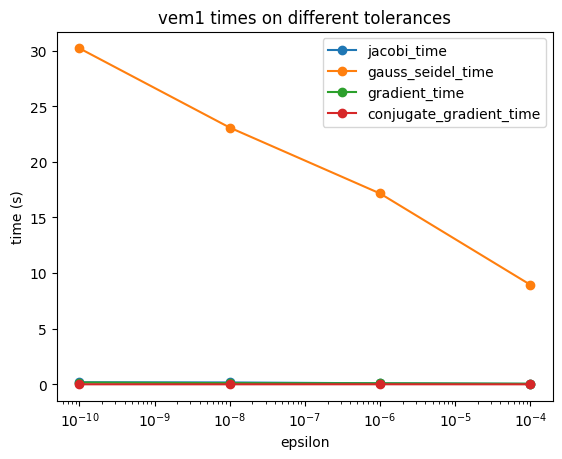 vem1 times on different tolerances
jacobi_time
gauss_seidel_time
gradient_time
conjugate_gradient_time
time (s)
30
25
20
15
10
5
0
10⁻¹⁰ 10⁻⁹ 10⁻⁸ 10⁻⁷ 10⁻⁶ 10⁻⁵ 10⁻⁴
epsilon